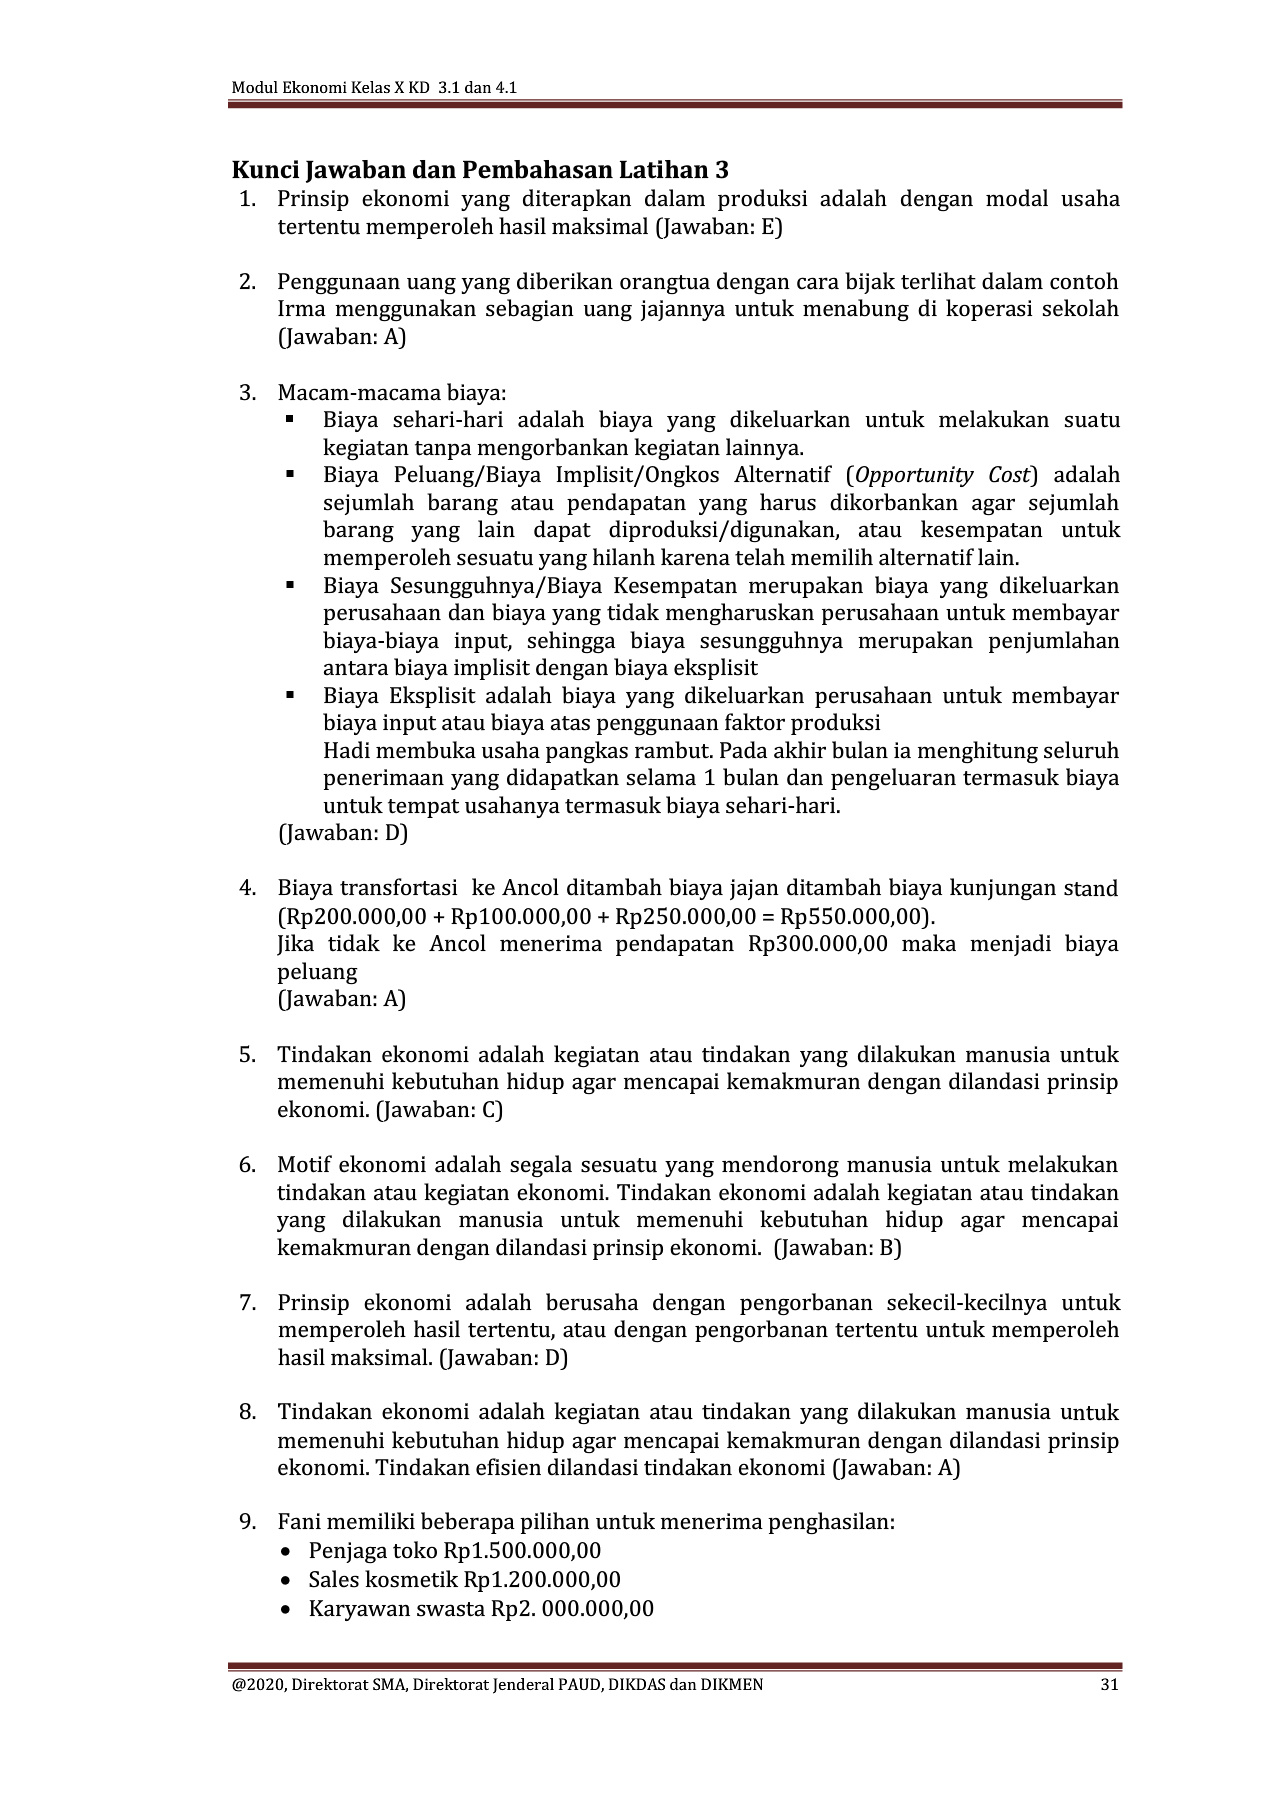 Modul Ekonomi Kelas X KD  3.1 dan 4.1
Kunci Jawaban dan Pembahasan Latihan 3
1. Prinsip ekonomi yang diterapkan dalam produksi adalah dengan modal usaha
tertentu memperoleh hasil maksimal (Jawaban: E)
2. Penggunaan uang yang diberikan orangtua dengan cara bijak terlihat dalam contoh
Irma menggunakan sebagian uang jajannya untuk menabung di koperasi sekolah
(Jawaban: A)
3. Macam-macama biaya:
▪ Biaya sehari-hari adalah biaya yang dikeluarkan untuk melakukan suatu
kegiatan tanpa mengorbankan kegiatan lainnya.
▪ Biaya Peluang/Biaya Implisit/Ongkos Alternatif (Opportunity Cost) adalah
sejumlah barang atau pendapatan yang harus dikorbankan agar sejumlah
barang yang lain dapat diproduksi/digunakan, atau kesempatan untuk
memperoleh sesuatu yang hilanh karena telah memilih alternatif lain.
▪ Biaya Sesungguhnya/Biaya Kesempatan merupakan biaya yang dikeluarkan
perusahaan dan biaya yang tidak mengharuskan perusahaan untuk membayar
biaya-biaya input, sehingga biaya sesungguhnya merupakan penjumlahan
antara biaya implisit dengan biaya eksplisit
▪ Biaya Eksplisit adalah biaya yang dikeluarkan perusahaan untuk membayar
biaya input atau biaya atas penggunaan faktor produksi
Hadi membuka usaha pangkas rambut. Pada akhir bulan ia menghitung seluruh
penerimaan yang didapatkan selama 1 bulan dan pengeluaran termasuk biaya
untuk tempat usahanya termasuk biaya sehari-hari.
(Jawaban: D)
4. Biaya transfortasi  ke Ancol ditambah biaya jajan ditambah biaya kunjungan stand
(Rp200.000,00 + Rp100.000,00 + Rp250.000,00 = Rp550.000,00).
Jika tidak ke Ancol menerima pendapatan Rp300.000,00 maka menjadi biaya
peluang
(Jawaban: A)
5. Tindakan ekonomi adalah kegiatan atau tindakan yang dilakukan manusia untuk
memenuhi kebutuhan hidup agar mencapai kemakmuran dengan dilandasi prinsip
ekonomi. (Jawaban: C)
6. Motif ekonomi adalah segala sesuatu yang mendorong manusia untuk melakukan
tindakan atau kegiatan ekonomi. Tindakan ekonomi adalah kegiatan atau tindakan
yang dilakukan manusia untuk memenuhi kebutuhan hidup agar mencapai
kemakmuran dengan dilandasi prinsip ekonomi.  (Jawaban: B)
7. Prinsip ekonomi adalah berusaha dengan pengorbanan sekecil-kecilnya untuk
memperoleh hasil tertentu, atau dengan pengorbanan tertentu untuk memperoleh
hasil maksimal. (Jawaban: D)
8. Tindakan ekonomi adalah kegiatan atau tindakan yang dilakukan manusia untuk
memenuhi kebutuhan hidup agar mencapai kemakmuran dengan dilandasi prinsip
ekonomi. Tindakan efisien dilandasi tindakan ekonomi (Jawaban: A)
9. Fani memiliki beberapa pilihan untuk menerima penghasilan:
• Penjaga toko Rp1.500.000,00
• Sales kosmetik Rp1.200.000,00
• Karyawan swasta Rp2. 000.000,00
@2020, Direktorat SMA, Direktorat Jenderal PAUD, DIKDAS dan DIKMEN 31